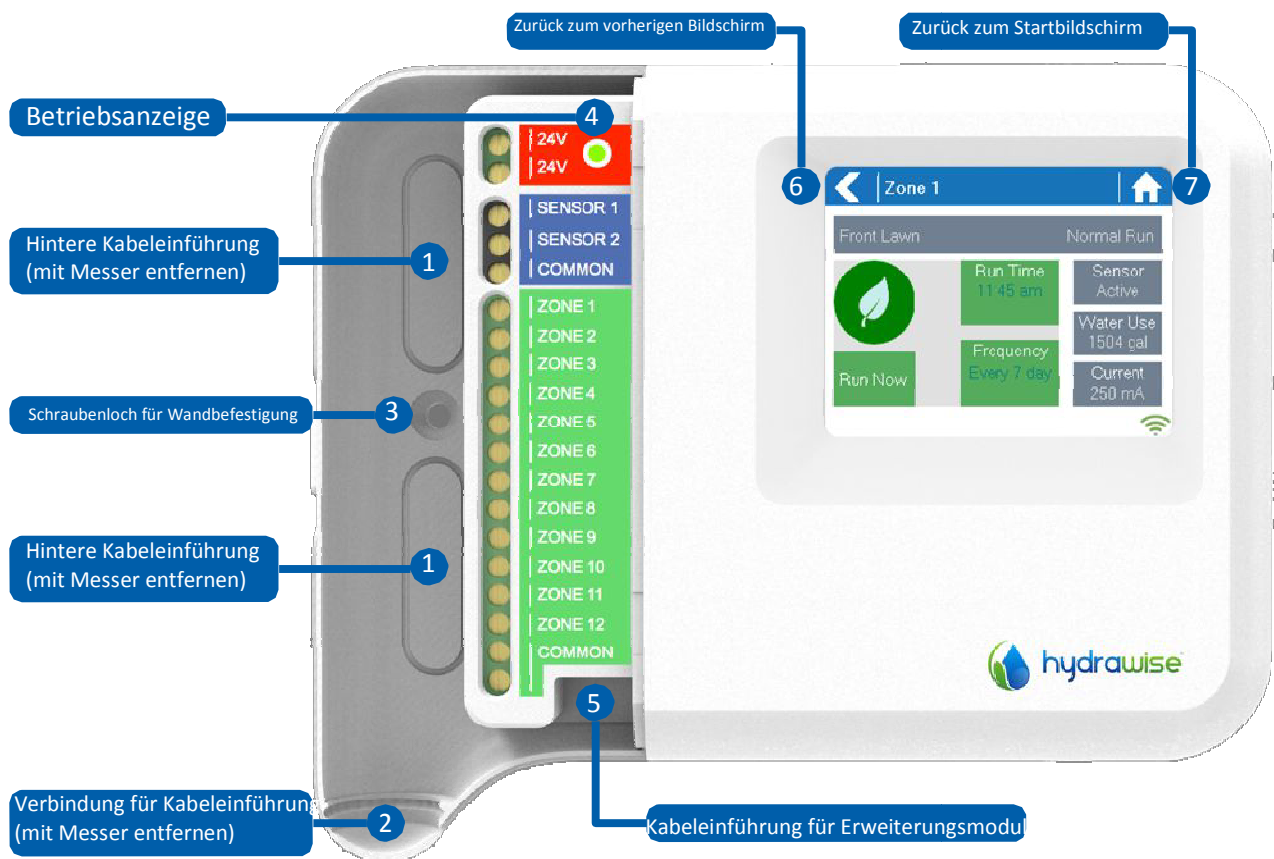 Zurück zum vorherigen Bildschirm
Zurück zum Startbildschirm
Betriebsanzeige
4
24V
24V
6
Zone 1
7
SENSOR 1
SENSOR 2
COMMON
Hintere Kabeleinführung
(mit Messer entfernen)
1
Front Lawn
Normal Run
Run Time
11:45 am
Sensor
Active
Water Use
1504 gal
Frequency
Every 7 day
Run Now
Current
250 mA
ZONE 1
ZONE 2
ZONE 3
ZONE 4
ZONE 5
ZONE 6
ZONE 7
ZONE 8
ZONE 9
ZONE 10
ZONE 11
ZONE 12
COMMON
Schraubenloch für Wandbefestigung
3
Hintere Kabeleinführung
(mit Messer entfernen)
1
hydrawise
5
Verbindung für Kabeleinführung
(mit Messer entfernen)
2
Kabeleinführung für Erweiterungsmodul